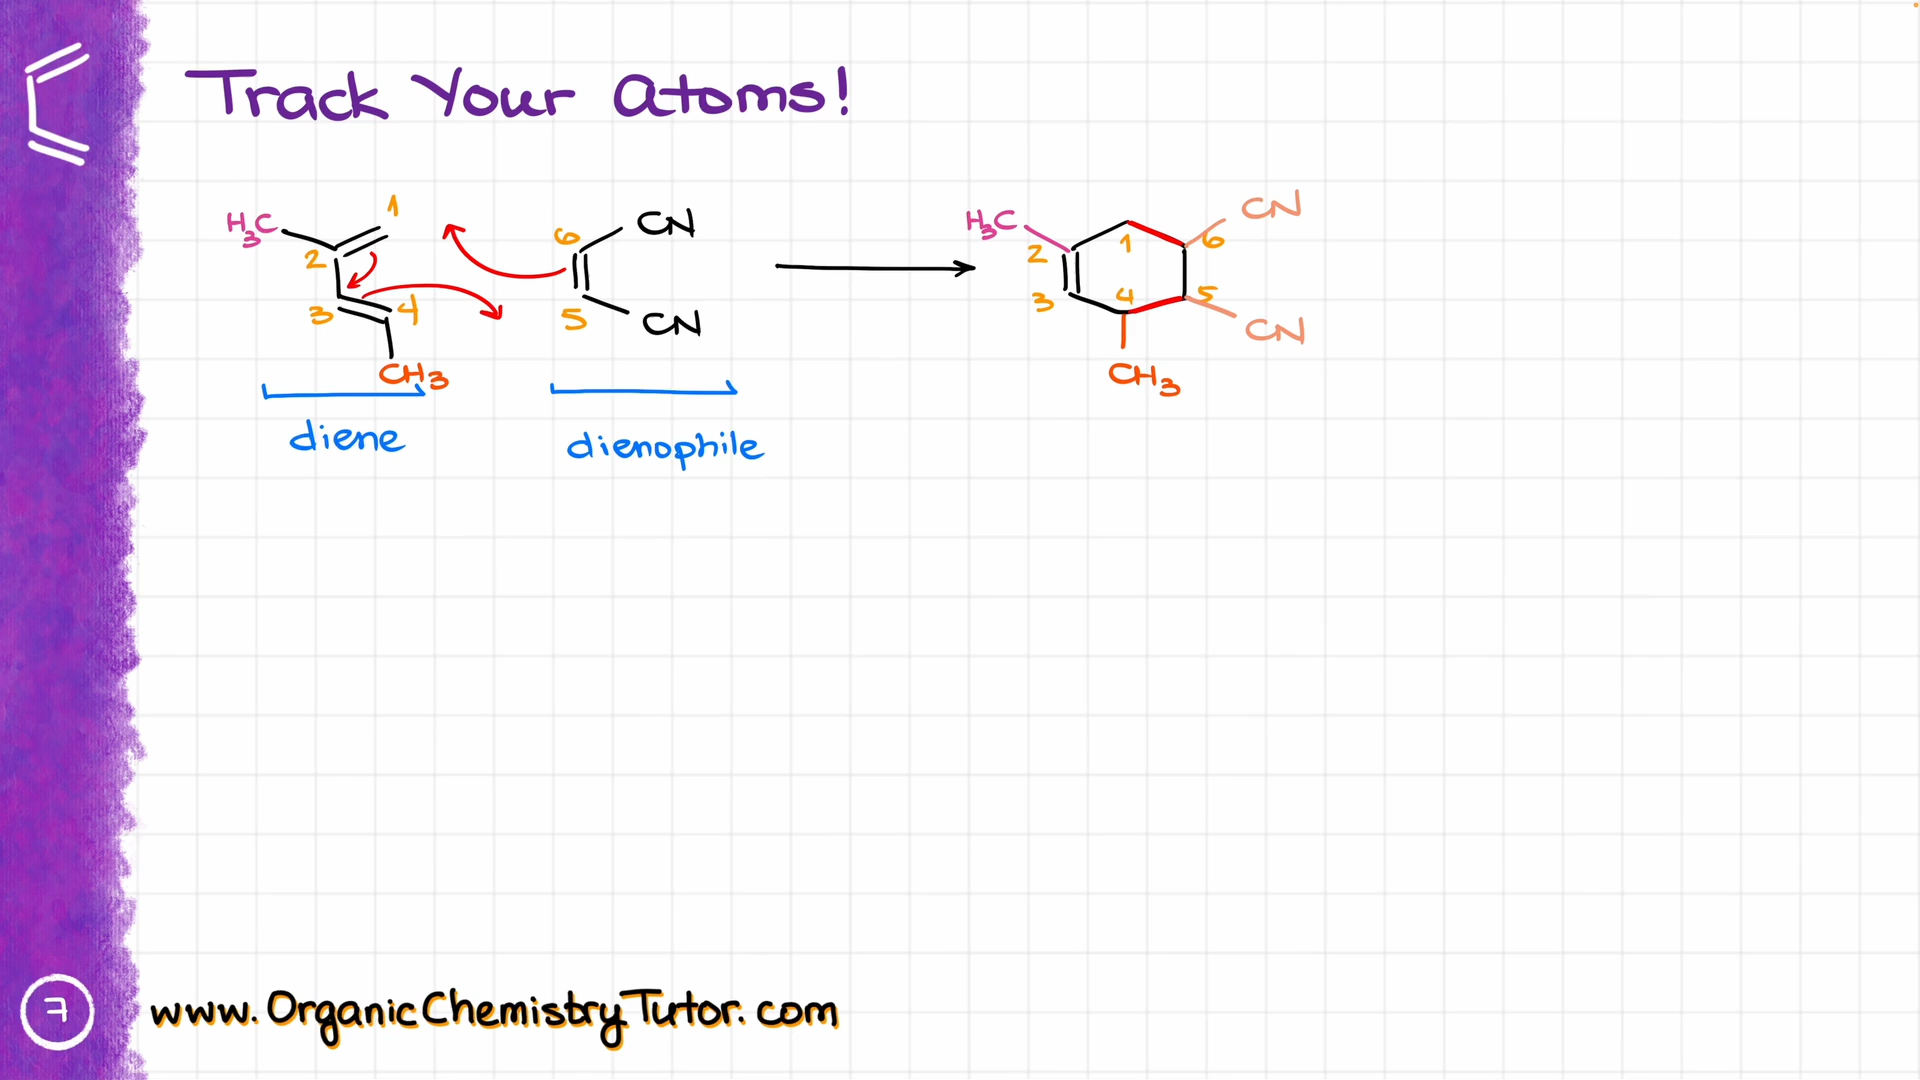 Track Your Atoms!
H3C 2 1 3 4 CH3
6 5 CN CN
H3C 2 1 6 CN
3 4 5 CN
CH3
diene dienophile
7 www.OrganicChemistryTutor.com